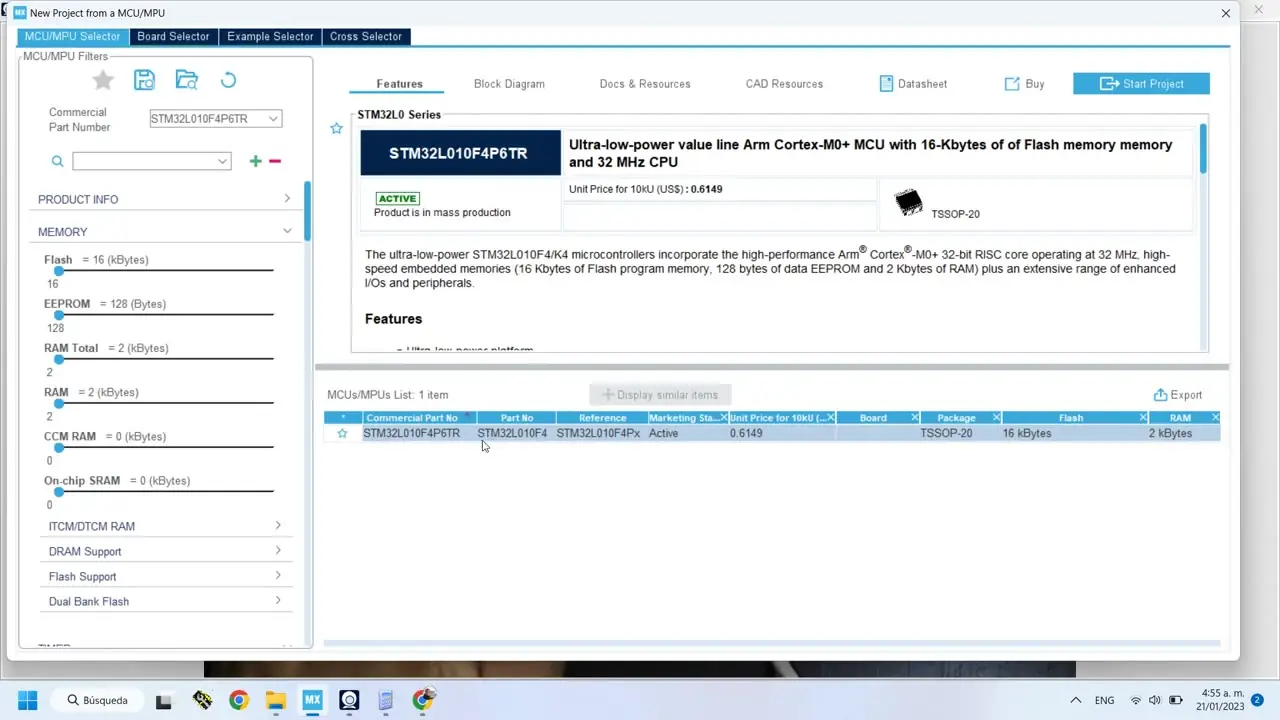 New Project from a MCU/MPU
MCU/MPU Selector Board Selector Example Selector Cross Selector
MCU/MPU Filters
Commercial
Part Number
STM32L010F4P6TR
PRODUCT INFO
MEMORY
Flash = 16 (kBytes)
16
EEPROM = 128 (Bytes)
128
RAM Total = 2 (kBytes)
2
RAM = 2 (kBytes)
2
CCM RAM = 0 (kBytes)
0
On-chip SRAM = 0 (kBytes)
0
ITCM/DTCM RAM
DRAM Support
Flash Support
Dual Bank Flash
Features Block Diagram Docs & Resources CAD Resources Datasheet Buy Start Project
STM32L0 Series
STM32L010F4P6TR
Ultra-low-power value line Arm Cortex-M0+ MCU with 16-Kbytes of of Flash memory memory
and 32 MHz CPU
ACTIVE
Product is in mass production
Unit Price for 10kU (US$) : 0.6149
TSSOP-20
The ultra-low-power STM32L010F4/K4 microcontrollers incorporate the high-performance Arm® Cortex®-M0+ 32-bit RISC core operating at 32 MHz, high-
speed embedded memories (16 Kbytes of Flash program memory, 128 bytes of data EEPROM and 2 Kbytes of RAM) plus an extensive range of enhanced
I/Os and peripherals.
Features
Ultra-low-power platform
MCUs/MPUs List: 1 item
Display similar items
Export
* Commercial Part No Part No Reference Marketing Sta... Unit Price for 10kU (... Board Package Flash RAM
STM32L010F4P6TR STM32L010F4 STM32L010F4Px Active 0.6149 TSSOP-20 16 kBytes 2 kBytes
MX
Búsqueda
MX
ENG
4:55 a. m.
21/01/2023
2